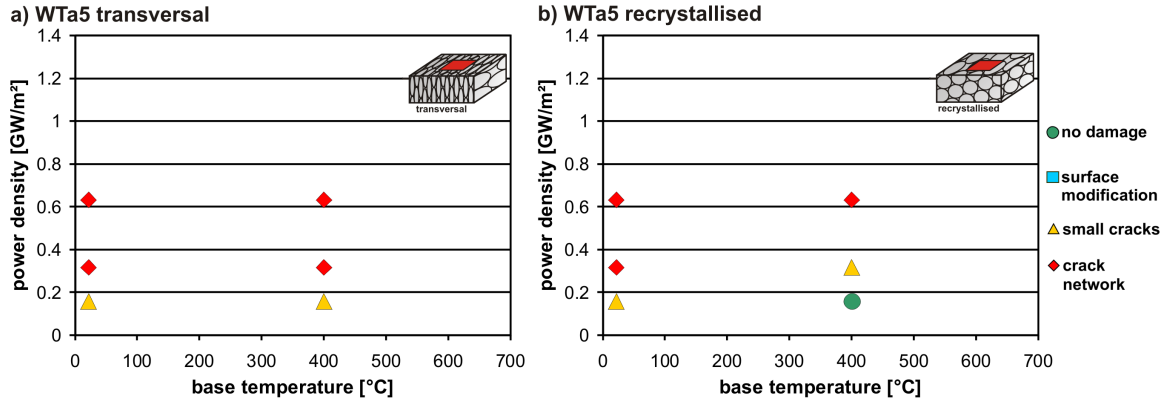 a) WTa5 transversal
power density [GW/m²]
1.4
1.2
1
0.8
0.6
0.4
0.2
0
0 100 200 300 400 500 600 700
base temperature [°C]
transversal
b) WTa5 recrystallised
power density [GW/m²]
1.4
1.2
1
0.8
0.6
0.4
0.2
0
0 100 200 300 400 500 600 700
base temperature [°C]
recrystallised
no damage
surface
modification
small cracks
crack
network